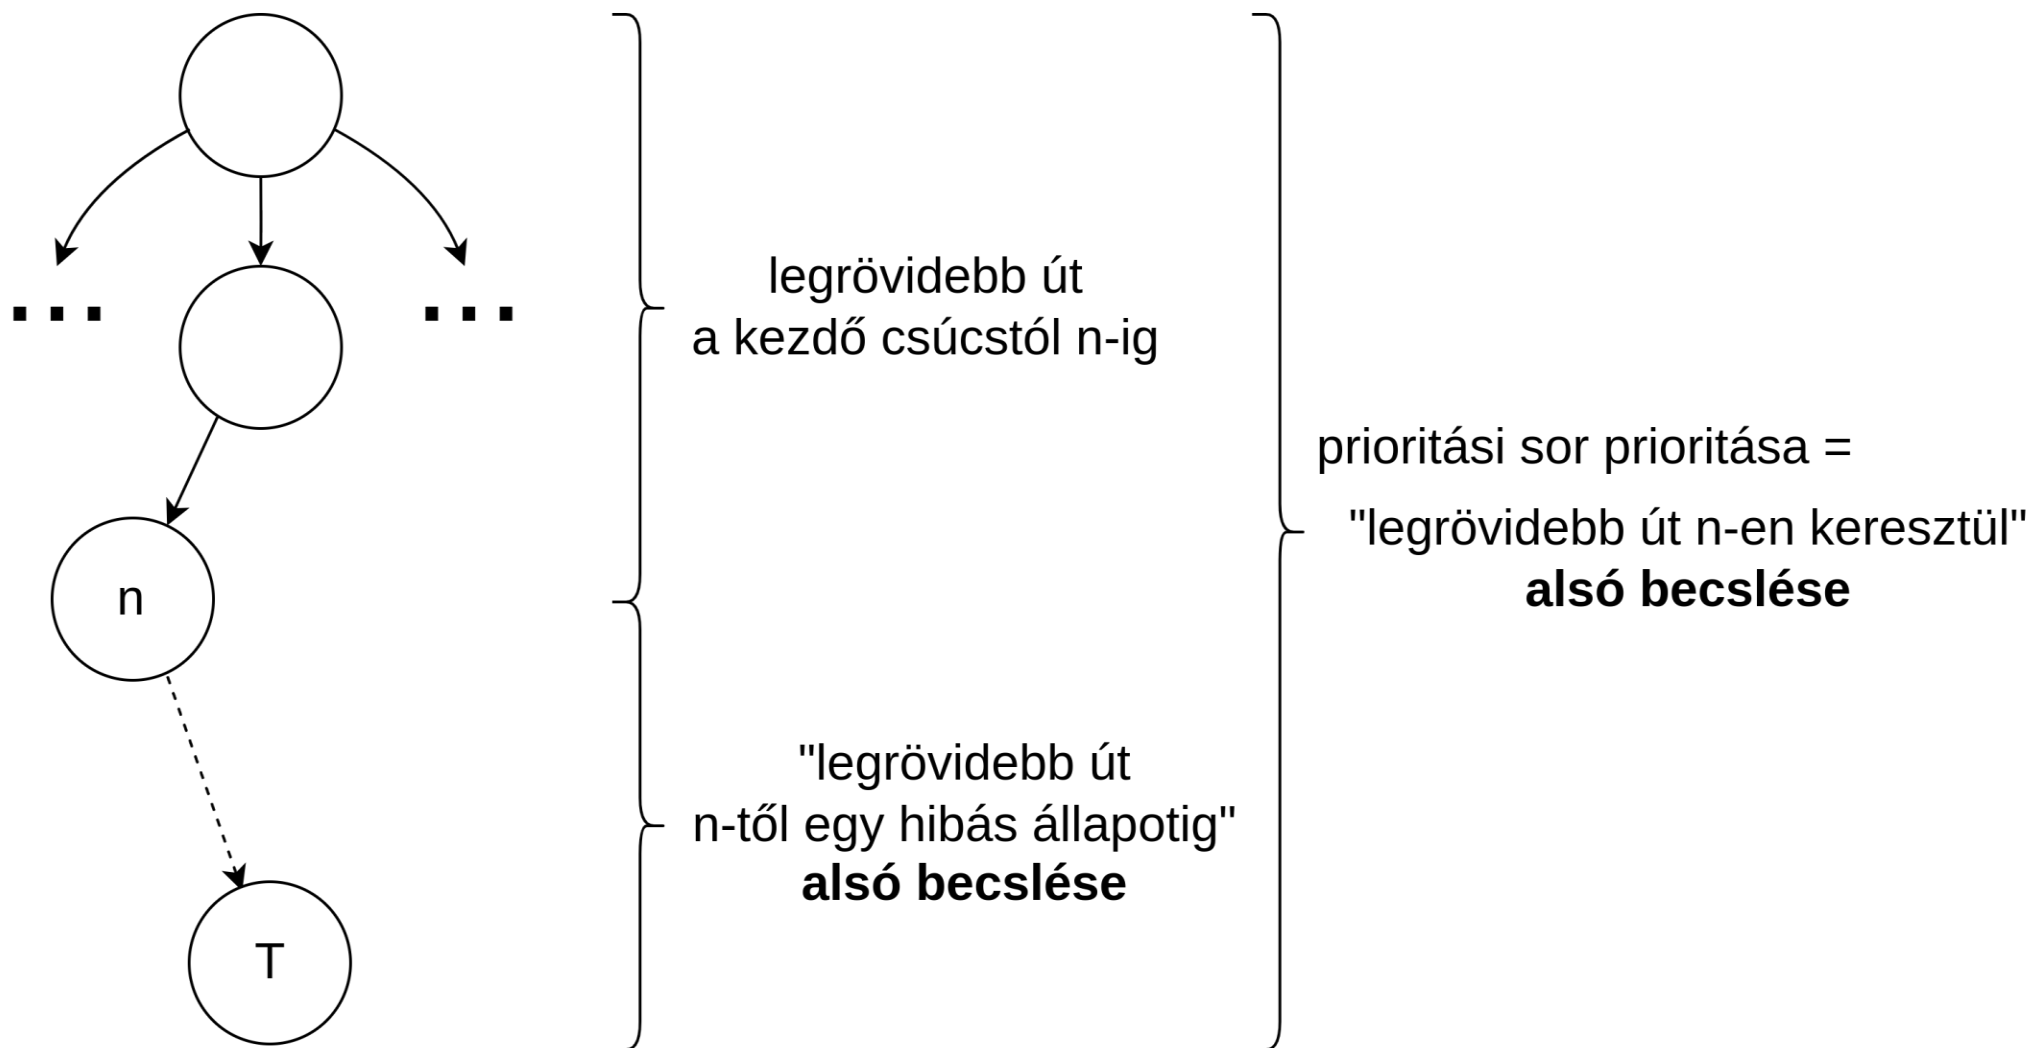 ...
...
legrövidebb út
a kezdő csúcstól n-ig
prioritási sor prioritása =
"legrövidebb út n-en keresztül"
alsó becslése
n
"legrövidebb út
n-től egy hibás állapotig"
alsó becslése
T